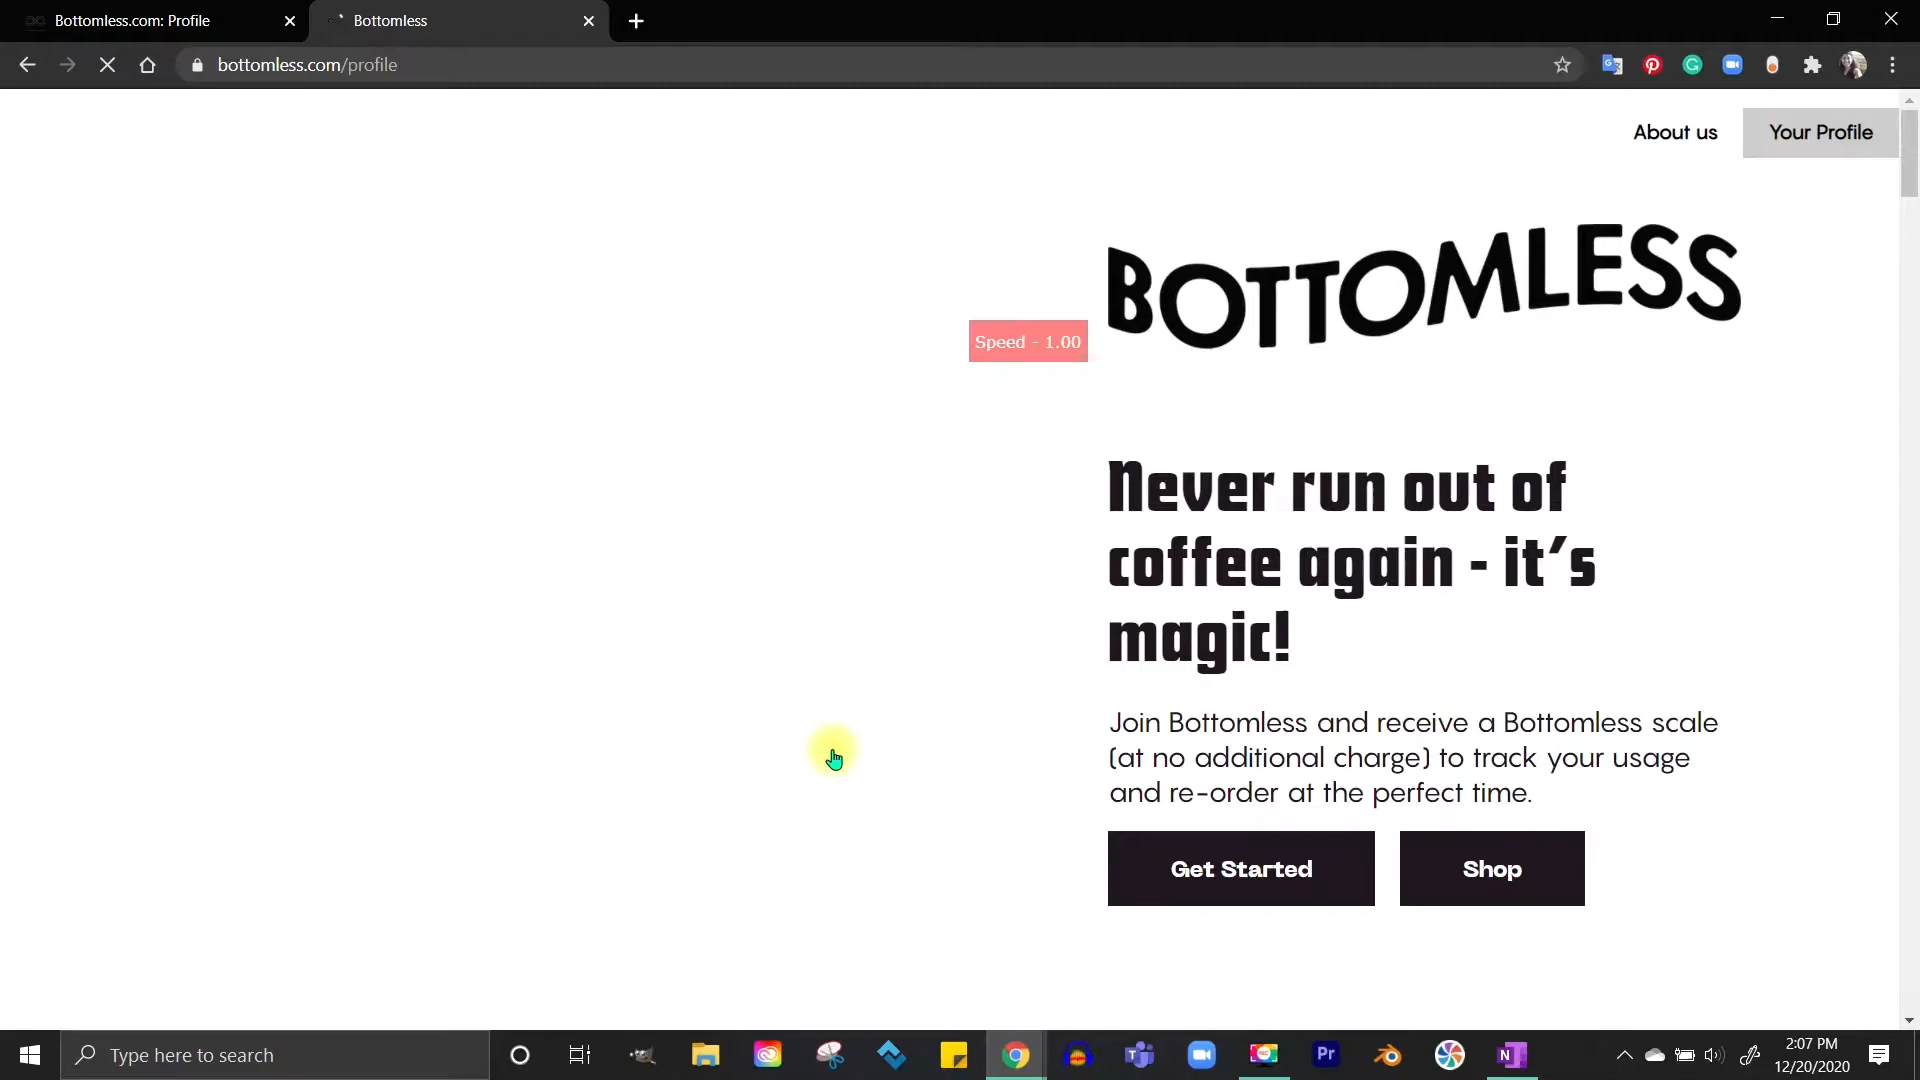 Bottomless.com: Profile
Bottomless
bottomless.com/profile
About us
Your Profile
BOTTOMLESS
Speed - 1.00
Never run out of
coffee again - it's
magic!
Join Bottomless and receive a Bottomless scale
(at no additional charge) to track your usage
and re-order at the perfect time.
Get Started
Shop
Type here to search
2:07 PM
12/20/2020